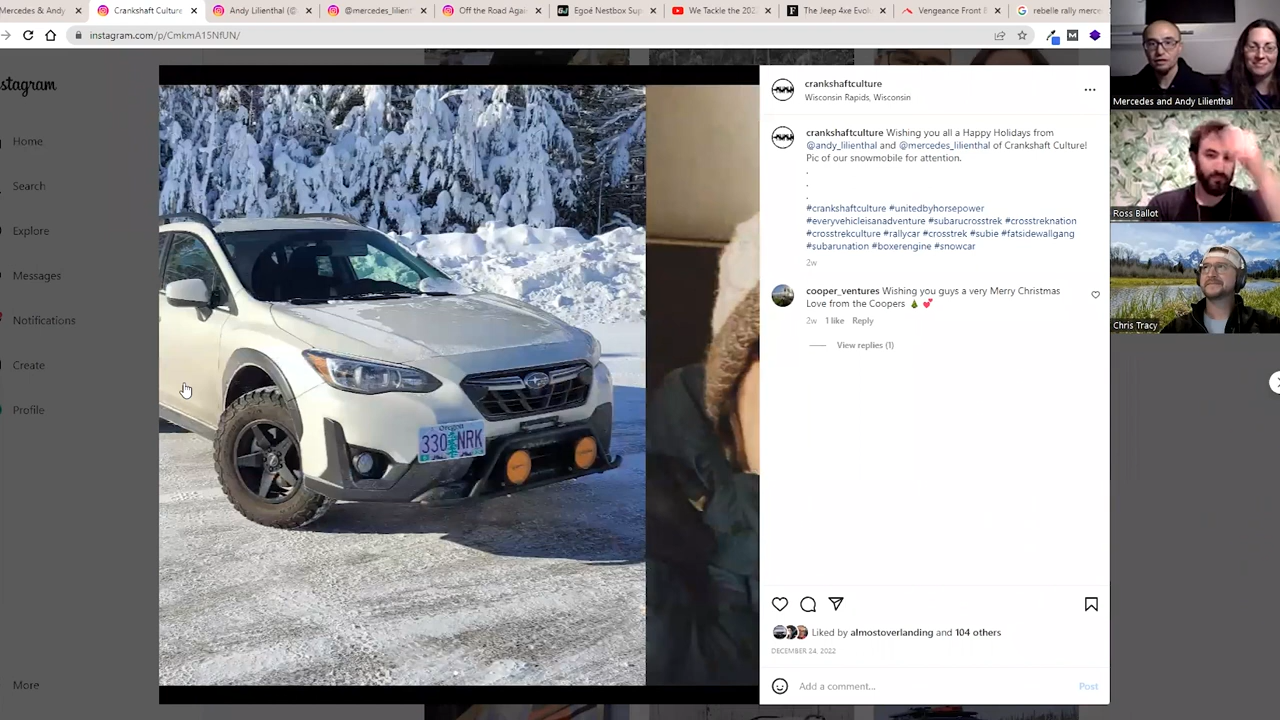 Mercedes & Andy
Crankshaft Culture
Andy Lilienthal (@
@mercedes_lilient
Off the Road Again
Egoé Nestbox Sup
We Tackle the 202
The Jeep 4xe Evol
Vengeance Front B
rebelle rally merce
instagram.com/p/CmkmA15NfUN/
stagram
Home
Search
Explore
Messages
Notifications
Create
Profile
More
Oregon
330 NRK
crankshaftculture
Wisconsin Rapids, Wisconsin
crankshaftculture Wishing you all a Happy Holidays from
@andy_lilienthal and @mercedes_lilienthal of Crankshaft Culture!
Pic of our snowmobile for attention.
.
.
.
#crankshaftculture #unitedbyhorsepower
#everyvehicleisanadventure #subarucrosstrek #crosstreknation
#crosstrekculture #rallycar #crosstrek #subie #fatsidewallgang
#subarunation #boxerengine #snowcar
2w
cooper_ventures Wishing you guys a very Merry Christmas
Love from the Coopers 🎄 💕
2w 1 like Reply
View replies (1)
Liked by almostoverlanding and 104 others
DECEMBER 24, 2022
Add a comment...
Post
Mercedes and Andy Lilienthal
Ross Ballot
Chris Tracy